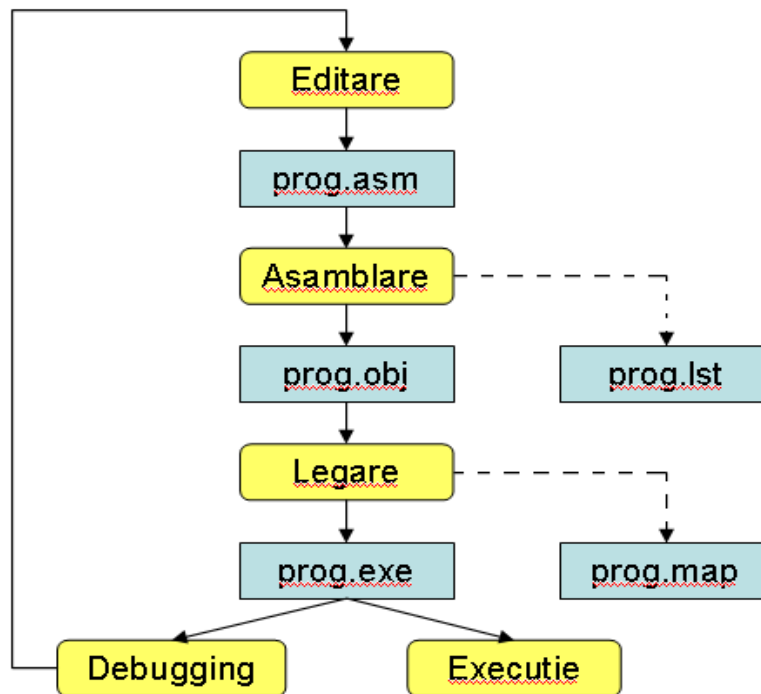 Editare
prog.asm
Asamblare
prog.obj
prog.lst
Legare
prog.exe
prog.map
Debugging
Executie